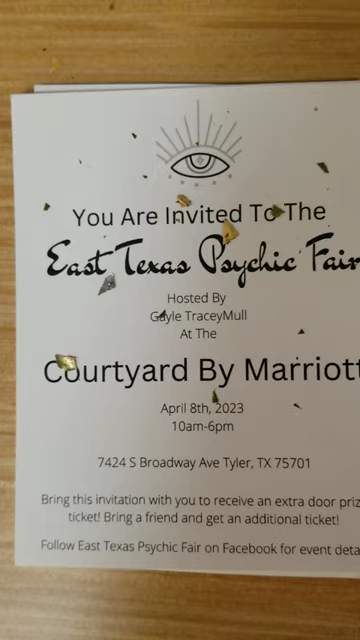 You Are Invited To The
East Texas Psychic Fair
Hosted By
Gayle TraceyMull
At The
Courtyard By Marriott
April 8th, 2023
10am-6pm
7424 S Broadway Ave Tyler, TX 75701
Bring this invitation with you to receive an extra door priz
ticket! Bring a friend and get an additional ticket!
Follow East Texas Psychic Fair on Facebook for event deta